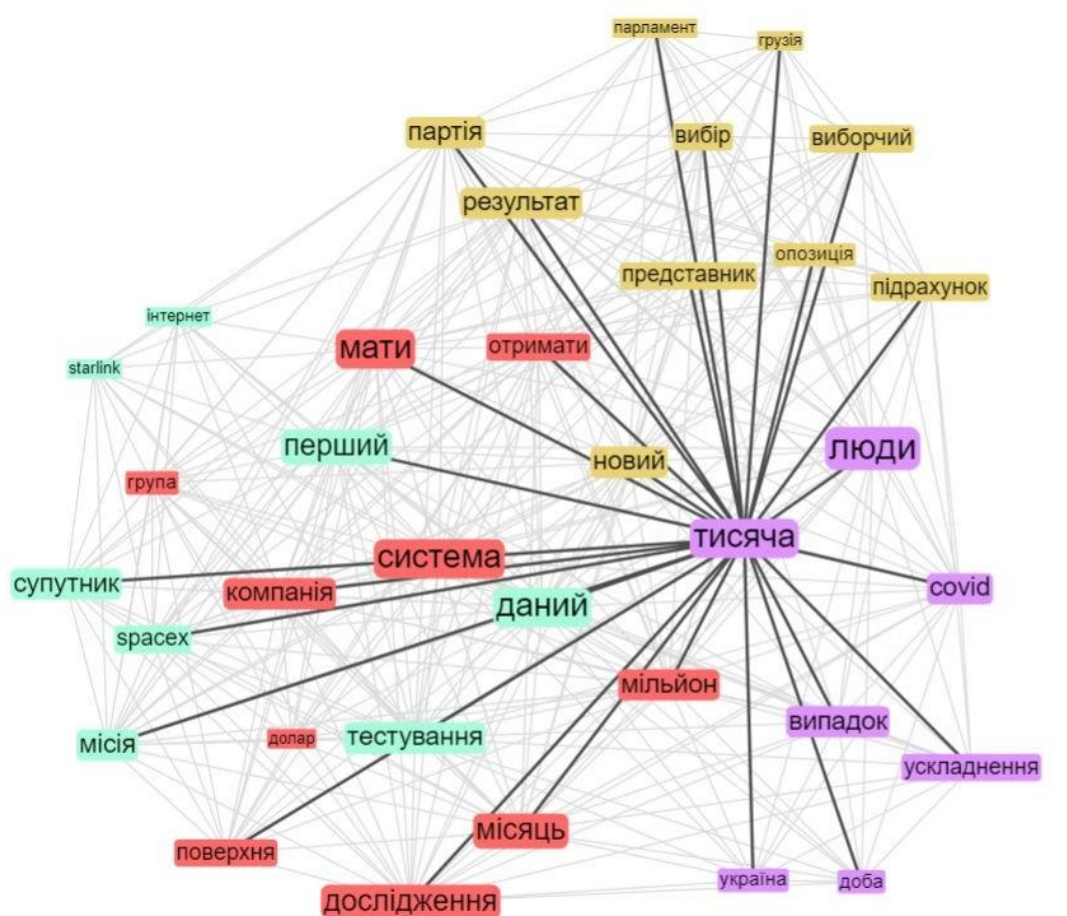 парламент
грузія
партія
вибір
виборчий
результат
опозиція
представник
підрахунок
інтернет
мати
отримати
starlink
перший
люди
новий
група
тисяча
система
супутник
компанія
covid
даний
spacex
мільйон
випадок
місія
долар
тестування
ускладнення
місяць
поверхня
україна
доба
дослідження